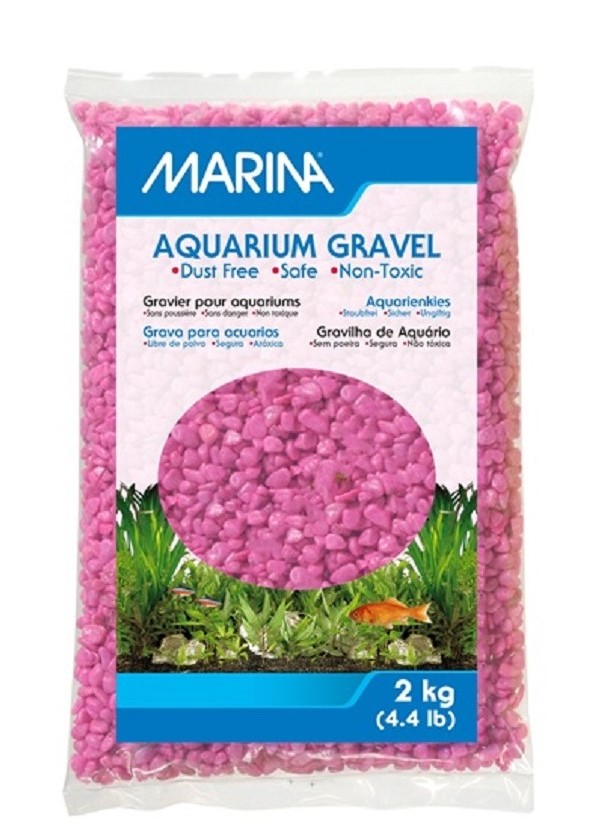 MARINA
AQUARIUM GRAVEL
•Dust Free •Safe •Non-Toxic
Gravier pour aquariums
•Sans poussière •Sans danger •Non toxique
Aquarienkies
•Staubfrei •Sicher •Ungiftig
Grava para acuarios
•Libre de polvo •Segura •Atóxica
Gravilha de Aquário
•Sem poeira •Segura •Não tóxica
2 kg
(4.4 lb)